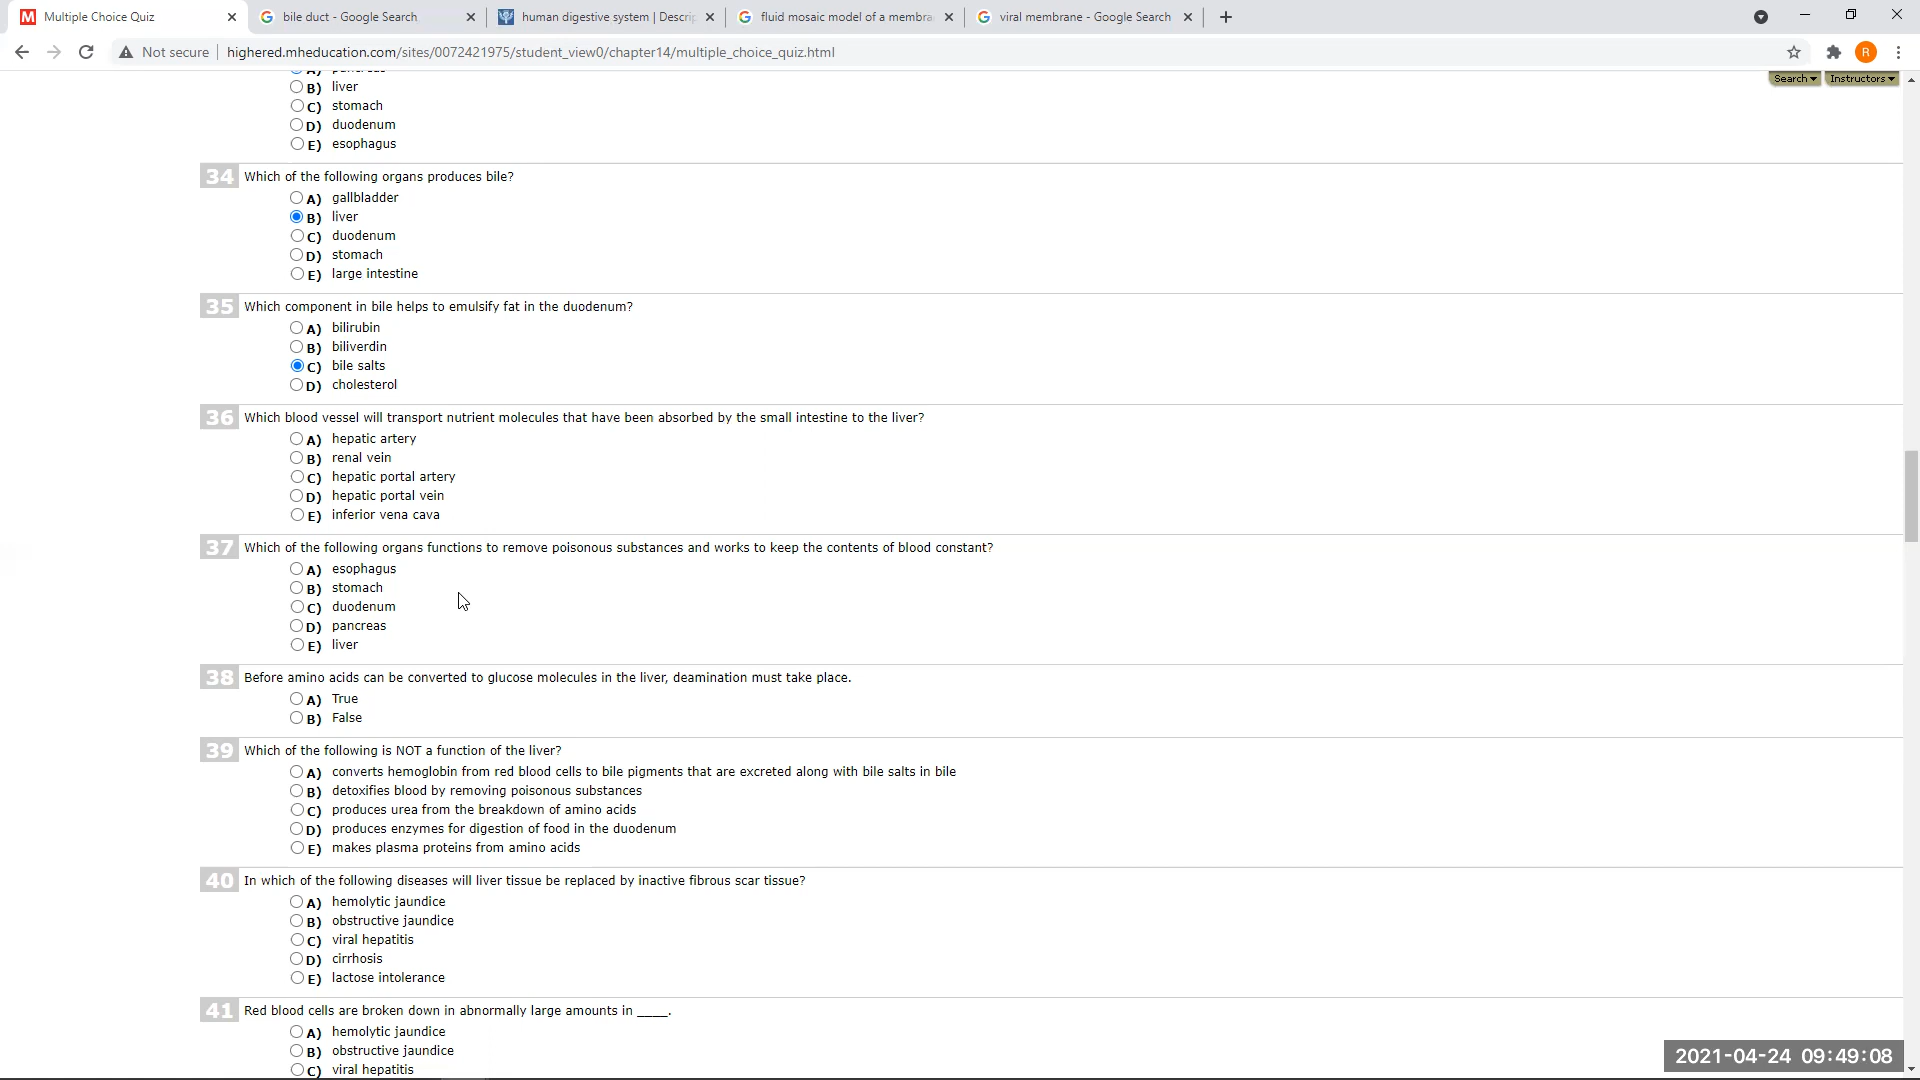 Multiple Choice Quiz
bile duct - Google Search
human digestive system | Descrip
fluid mosaic model of a membra
viral membrane - Google Search
R
Not secure
highered.mheducation.com/sites/0072421975/student_view0/chapter14/multiple_choice_quiz.html
Search
Instructors
A) pancreas
B) liver
C) stomach
D) duodenum
E) esophagus
34 Which of the following organs produces bile?
A) gallbladder
B) liver
C) duodenum
D) stomach
E) large intestine
35 Which component in bile helps to emulsify fat in the duodenum?
A) bilirubin
B) biliverdin
C) bile salts
D) cholesterol
36 Which blood vessel will transport nutrient molecules that have been absorbed by the small intestine to the liver?
A) hepatic artery
B) renal vein
C) hepatic portal artery
D) hepatic portal vein
E) inferior vena cava
37 Which of the following organs functions to remove poisonous substances and works to keep the contents of blood constant?
A) esophagus
B) stomach
C) duodenum
D) pancreas
E) liver
38 Before amino acids can be converted to glucose molecules in the liver, deamination must take place.
A) True
B) False
39 Which of the following is NOT a function of the liver?
A) converts hemoglobin from red blood cells to bile pigments that are excreted along with bile salts in bile
B) detoxifies blood by removing poisonous substances
C) produces urea from the breakdown of amino acids
D) produces enzymes for digestion of food in the duodenum
E) makes plasma proteins from amino acids
40 In which of the following diseases will liver tissue be replaced by inactive fibrous scar tissue?
A) hemolytic jaundice
B) obstructive jaundice
C) viral hepatitis
D) cirrhosis
E) lactose intolerance
41 Red blood cells are broken down in abnormally large amounts in ____.
A) hemolytic jaundice
B) obstructive jaundice
C) viral hepatitis
2021-04-24 09:49:08